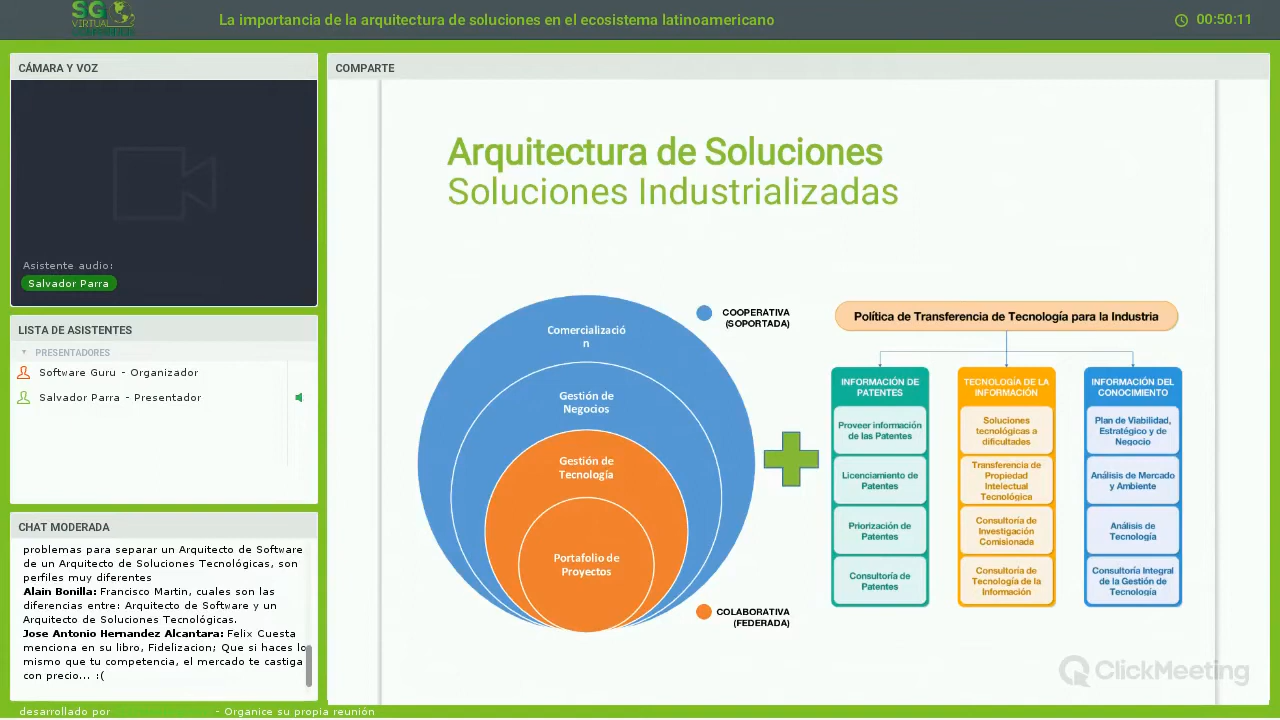 SG
VIRTUAL
La importancia de la arquitectura de soluciones en el ecosistema latinoamericano
00:50:11
CÁMARA Y VOZ
Asistente audio:
Salvador Parra
LISTA DE ASISTENTES
PRESENTADORES
Software Guru - Organizador
Salvador Parra - Presentador
CHAT MODERADA
problemas para separar un Arquitecto de Software
de un Arquitecto de Soluciones Tecnológicas, son
perfiles muy diferentes
Alain Bonilla: Francisco Martin cuales son las
diferencias entre: Arquitecto de Software y un
Arquitecto de Soluciones Tecnológicas.
Jose Antonio Hernandez Alcantara: Felix Cuesta
menciona en su libro, Fidelizacion; Que si haces lo
mismo que tu competencia, el mercado te castiga
con precio... :(
desarrollado por
- Organice su propia reunión
COMPARTE
Arquitectura de Soluciones
Soluciones Industrializadas
Comercializació
n
Gestión de
Negocios
Gestión de
Tecnología
Portafolio de
Proyectos
COOPERATIVA
(SOPORTADA)
COLABORATIVA
(FEDERADA)
Política de Transferencia de Tecnología para la Industria
INFORMACIÓN DE
PATENTES
Proveer información
de las Patentes
Licenciamiento de
Patentes
Priorización de
Patentes
Consultoría de
Patentes
TECNOLOGÍA DE LA
INFORMACIÓN
Soluciones
tecnológicas a
dificultades
Transferencia de
Propiedad
Intelectual
Tecnológica
Consultoría de
Investigación
Comisionada
Consultoría de
Tecnología de la
Información
INFORMACIÓN DEL
CONOCIMIENTO
Plan de Viabilidad,
Estratégico y de
Negocio
Análisis de Mercado
y Ambiente
Análisis de
Tecnología
Consultoría Integral
de la Gestión de
Tecnología
ClickMeeting